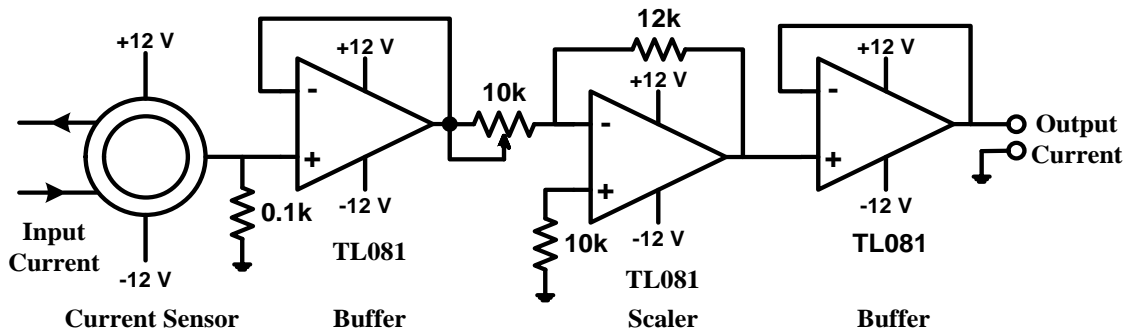 +12 V
0.1k
-12 V
Input
Current
Current Sensor
+12 V
-
+
-12 V
TL081
Buffer
10k
12k
+12 V
-
+
10k
-12 V
TL081
Scaler
+12 V
-
+
-12 V
TL081
Buffer
Output
Current